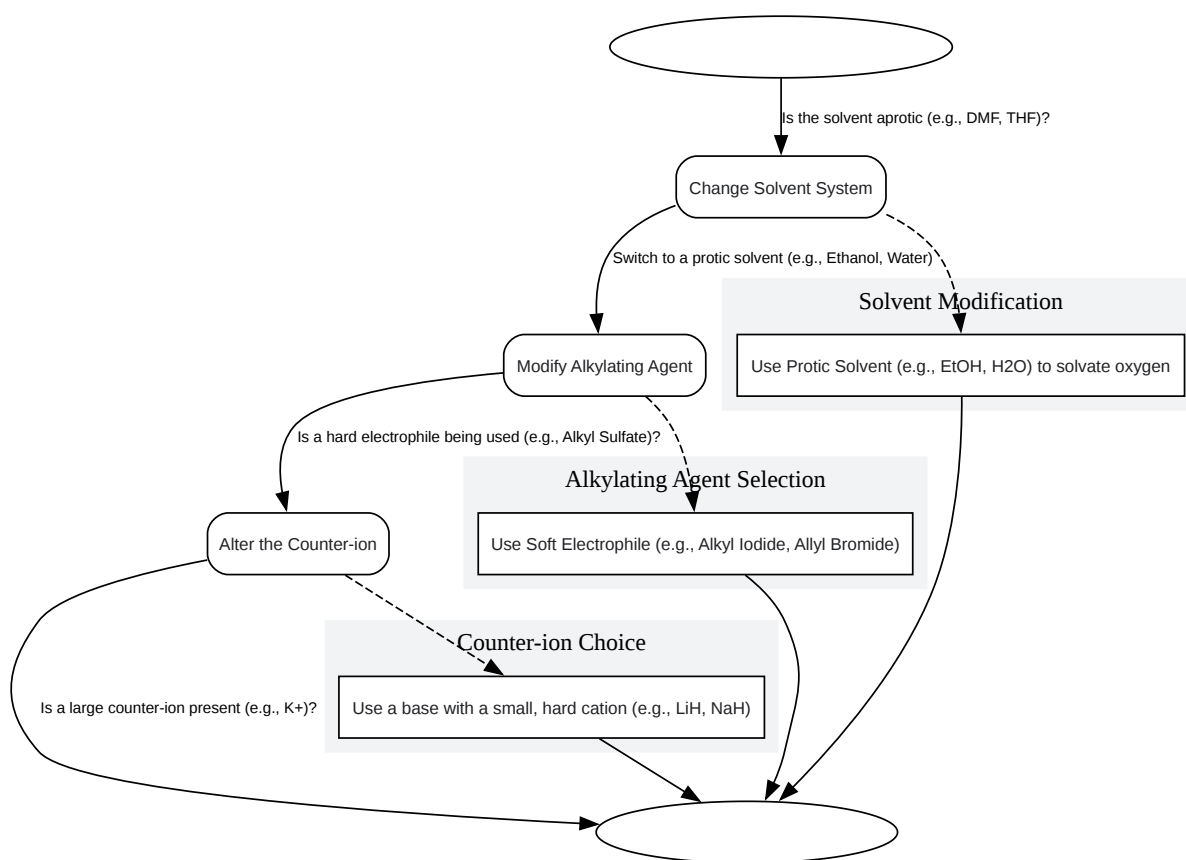 Is the solvent aprotic (e.g., DMF, THF)?
Change Solvent System
Switch to a protic solvent (e.g., Ethanol, Water)
Solvent Modification
Modify Alkylating Agent
Use Protic Solvent (e.g., EtOH, H2O) to solvate oxygen
Is a hard electrophile being used (e.g., Alkyl Sulfate)?
Alkylating Agent Selection
Alter the Counter-ion
Use Soft Electrophile (e.g., Alkyl Iodide, Allyl Bromide)
Counter-ion Choice
Is a large counter-ion present (e.g., K+)?
Use a base with a small, hard cation (e.g., LiH, NaH)